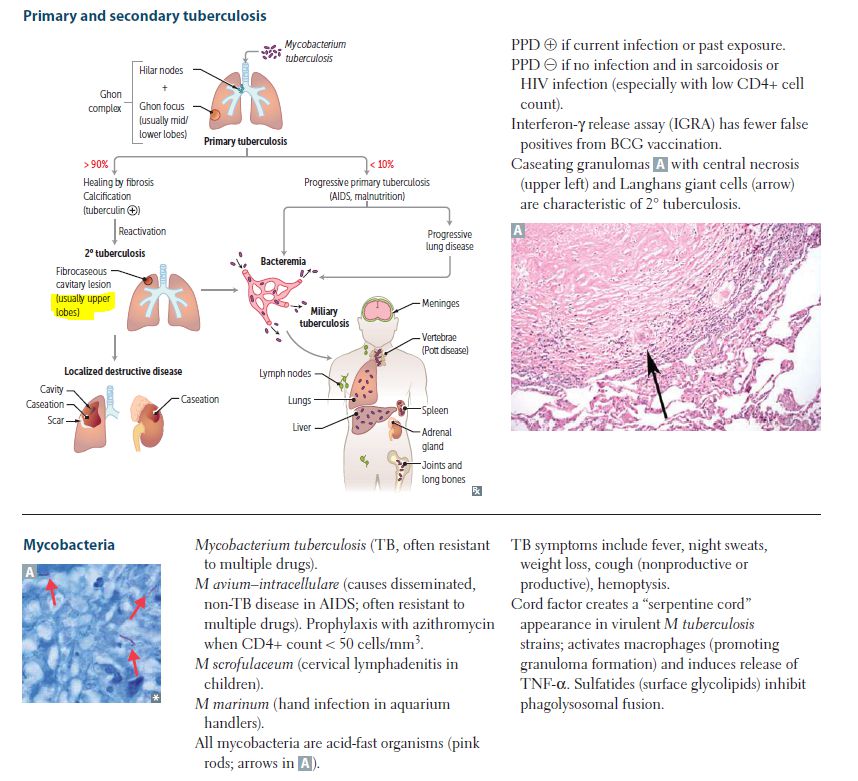 Primary and secondary tuberculosis
Mycobacterium
tuberculosis
Hilar nodes
+
Ghon
complex
Ghon focus
(usually mid/
lower lobes)
Primary tuberculosis
> 90%
< 10%
Healing by fibrosis
Calcification
(tuberculin ⊕)
Progressive primary tuberculosis
(AIDS, malnutrition)
Reactivation
Progressive
lung disease
2° tuberculosis
Bacteremia
Fibrocaseous
cavitary lesion
(usually upper
lobes)
Miliary
tuberculosis
Meninges
Vertebrae
(Pott disease)
Localized destructive disease
Lymph nodes
Cavity
Caseation
Scar
Caseation
Lungs
Liver
Spleen
Adrenal
gland
Joints and
long bones
Rx
PPD ⊕ if current infection or past exposure.
PPD ⊖ if no infection and in sarcoidosis or
HIV infection (especially with low CD4+ cell
count).
Interferon-γ release assay (IGRA) has fewer false
positives from BCG vaccination.
Caseating granulomas A with central necrosis
(upper left) and Langhans giant cells (arrow)
are characteristic of 2° tuberculosis.
A
Mycobacteria
A
*
Mycobacterium tuberculosis (TB, often resistant
to multiple drugs).
M avium–intracellulare (causes disseminated,
non-TB disease in AIDS; often resistant to
multiple drugs). Prophylaxis with azithromycin
when CD4+ count < 50 cells/mm³.
M scrofulaceum (cervical lymphadenitis in
children).
M marinum (hand infection in aquarium
handlers).
All mycobacteria are acid-fast organisms (pink
rods; arrows in A).
TB symptoms include fever, night sweats,
weight loss, cough (nonproductive or
productive), hemoptysis.
Cord factor creates a “serpentine cord”
appearance in virulent M tuberculosis
strains; activates macrophages (promoting
granuloma formation) and induces release of
TNF-α. Sulfatides (surface glycolipids) inhibit
phagolysosomal fusion.